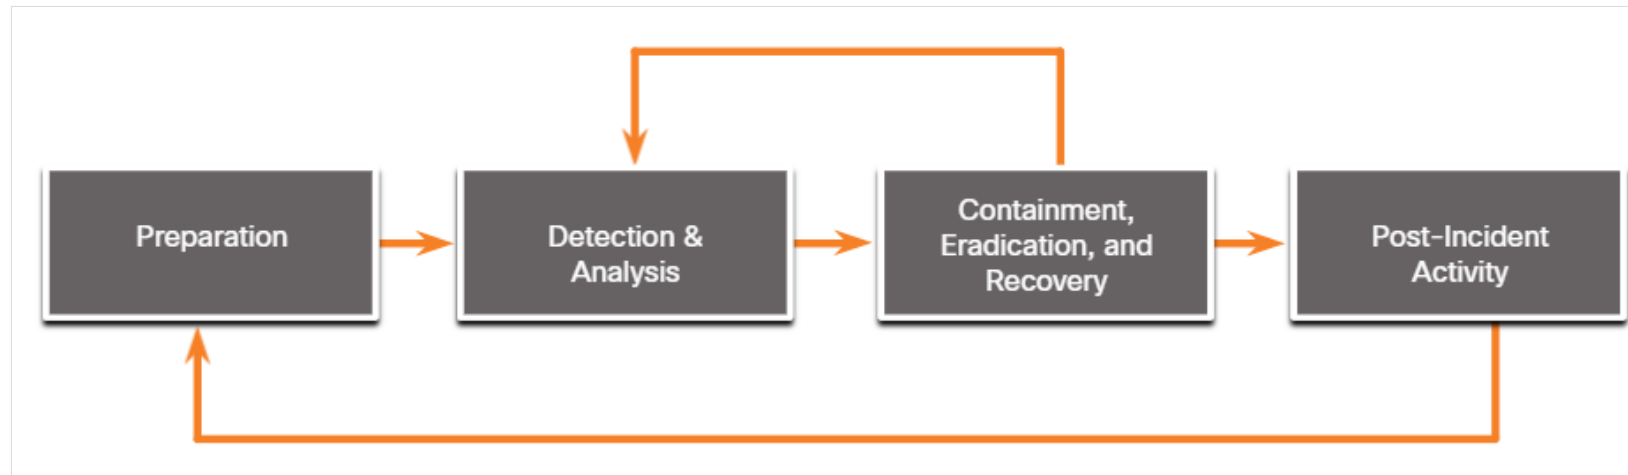 Preparation
Detection &
Analysis
Containment,
Eradication, and
Recovery
Post-Incident
Activity